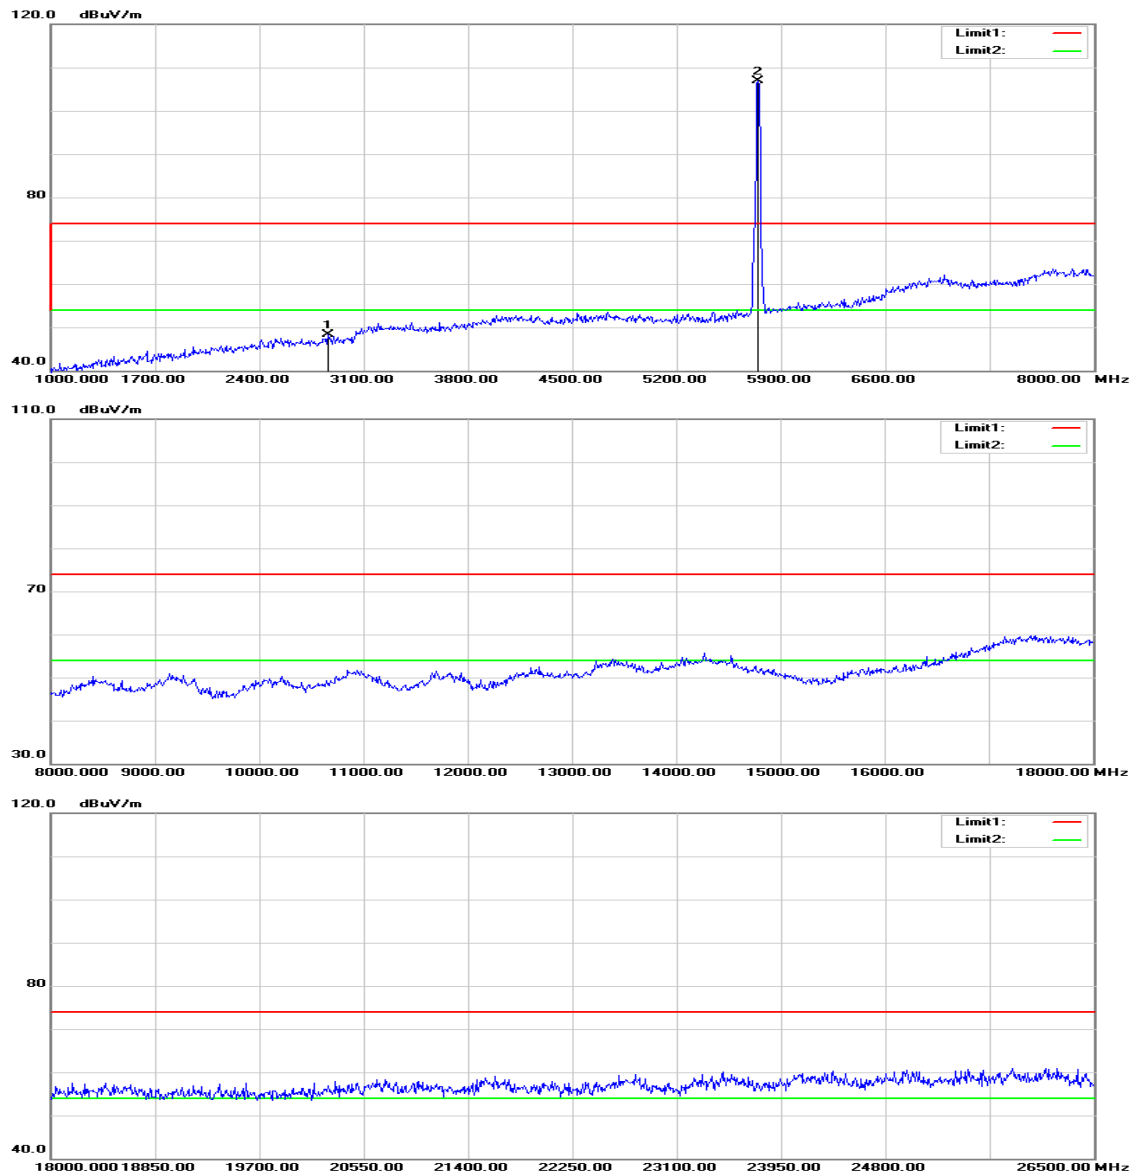 120.0 dBuV/m
Limit1:
Limit2:
2
80
1
40.0
1000.000 1700.00 2400.00 3100.00 3800.00 4500.00 5200.00 5900.00 6600.00 8000.00 MHz
110.0 dBuV/m
Limit1:
Limit2:
70
30.0
8000.000 9000.00 10000.00 11000.00 12000.00 13000.00 14000.00 15000.00 16000.00 18000.00 MHz
120.0 dBuV/m
Limit1:
Limit2:
80
40.0
18000.000 18850.00 19700.00 20550.00 21400.00 22250.00 23100.00 23950.00 24800.00 26500.00 MHz